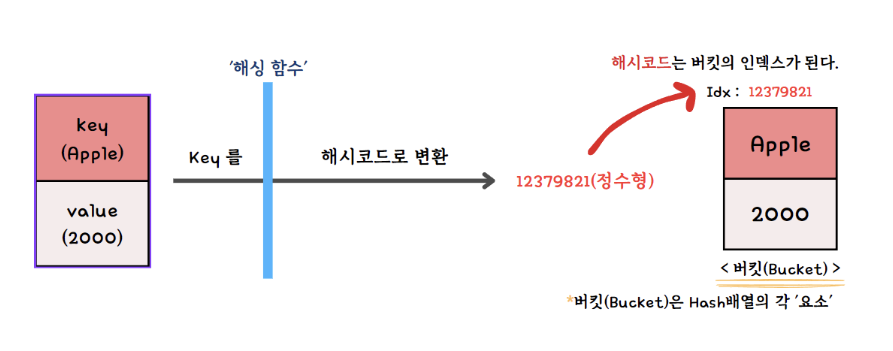 '해싱 함수'
key
(Apple)
value
(2000)
Key 를
해시코드로 변환
12379821(정수형)
해시코드는 버킷의 인덱스가 된다.
Idx : 12379821
Apple
2000
< 버킷(Bucket) >
*버킷(Bucket)은 Hash배열의 각 '요소'